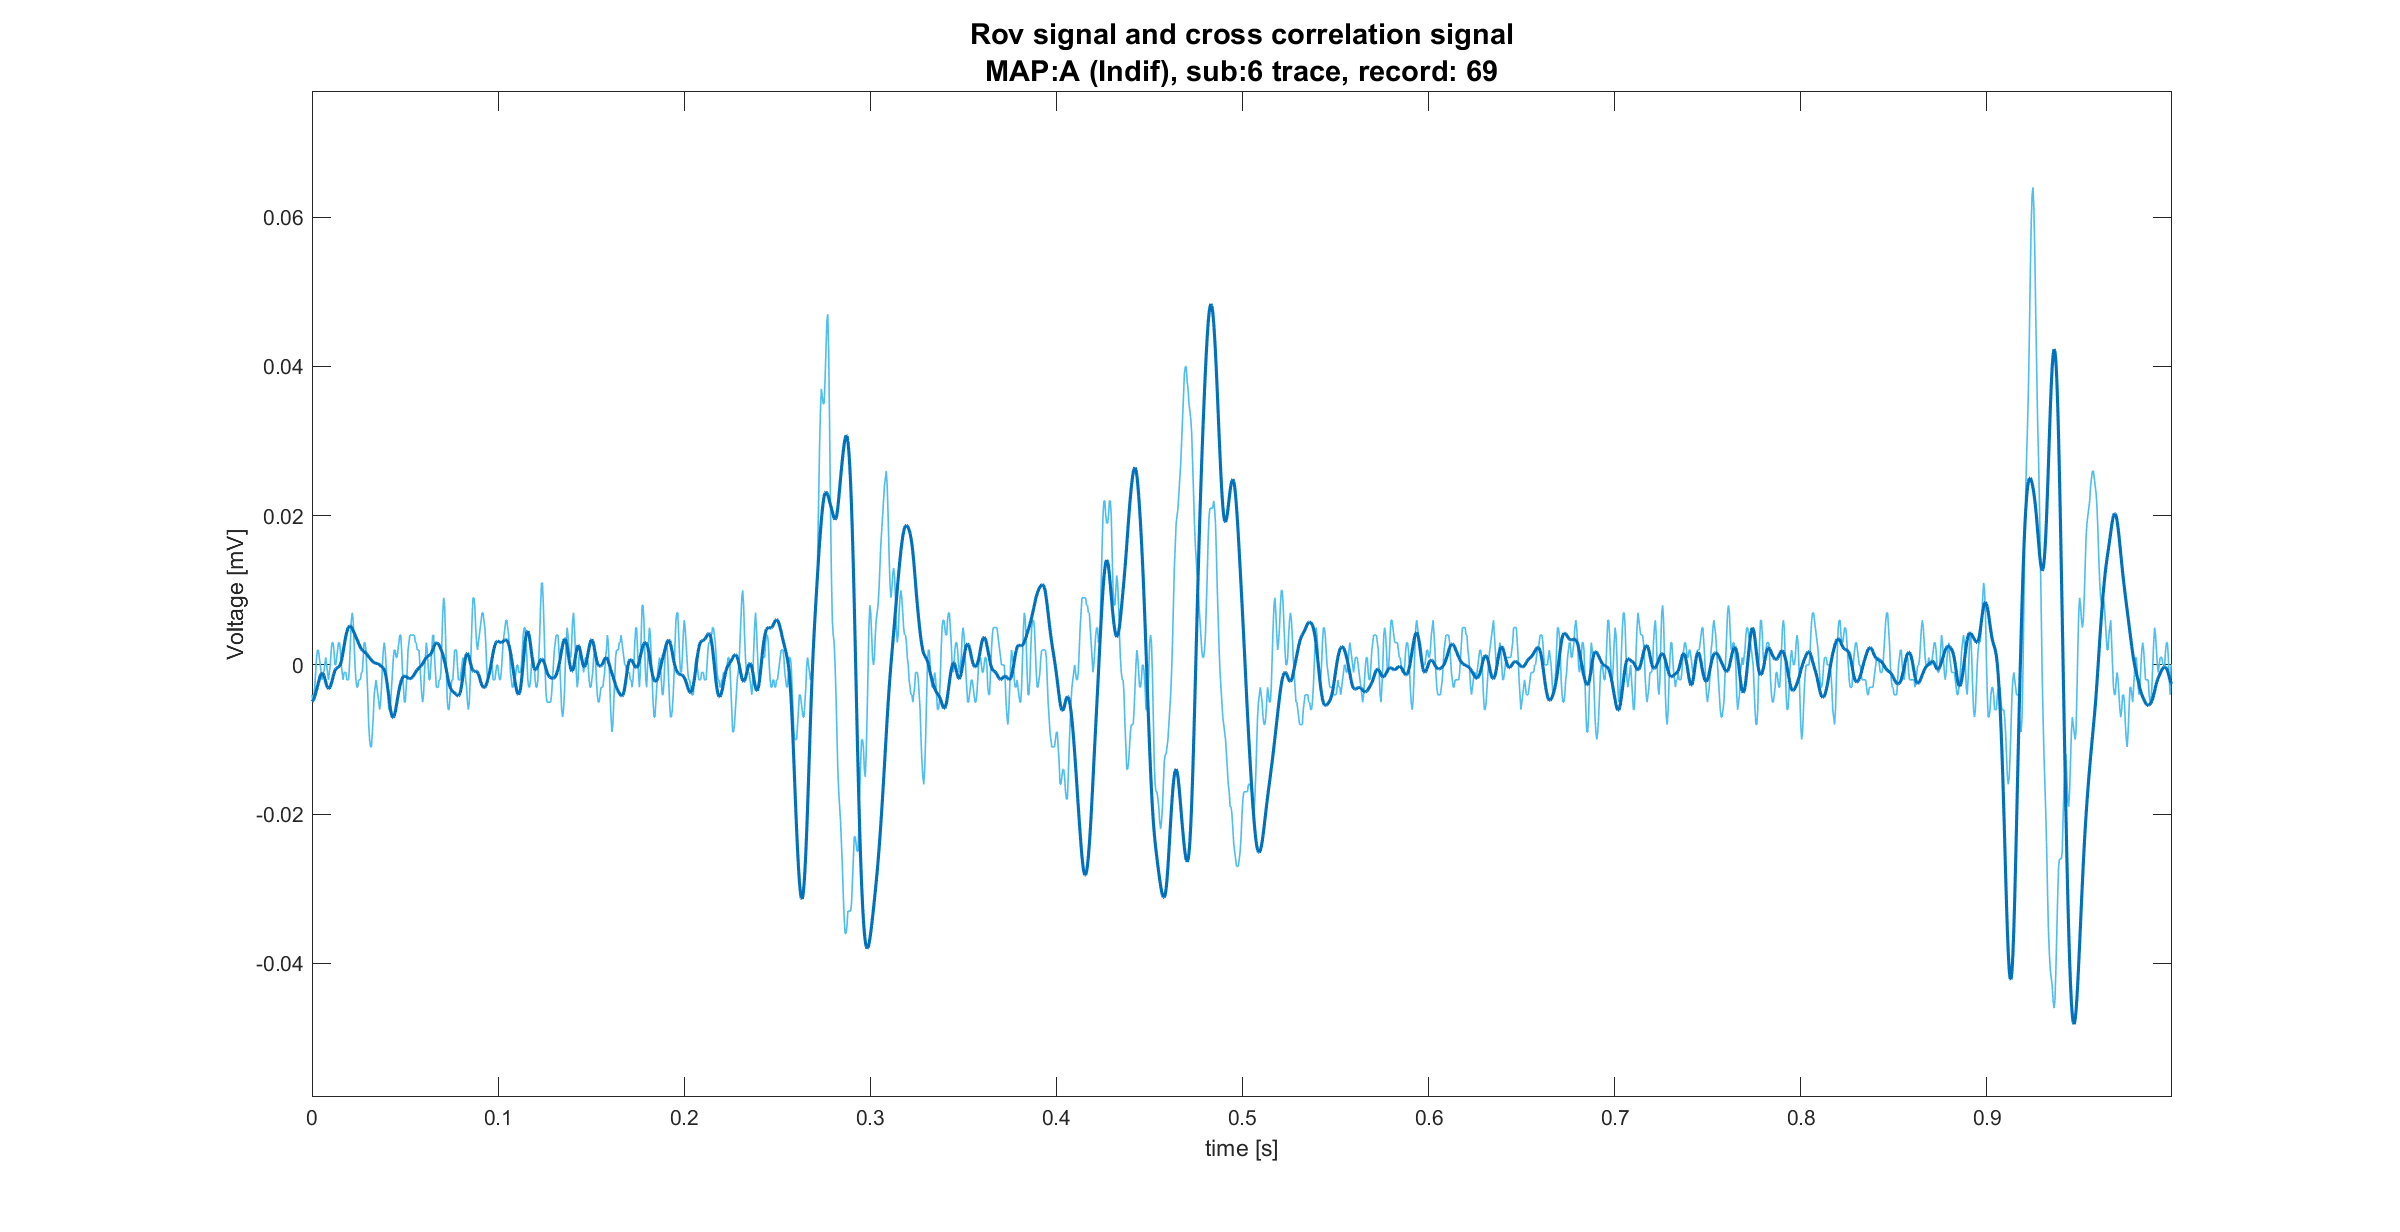 Rov signal and cross correlation signal
MAP:A (Indif), sub:6 trace, record: 69
Voltage [mV]
0.06
0.04
0.02
0
-0.02
-0.04
0 0.1 0.2 0.3 0.4 0.5 0.6 0.7 0.8 0.9
time [s]